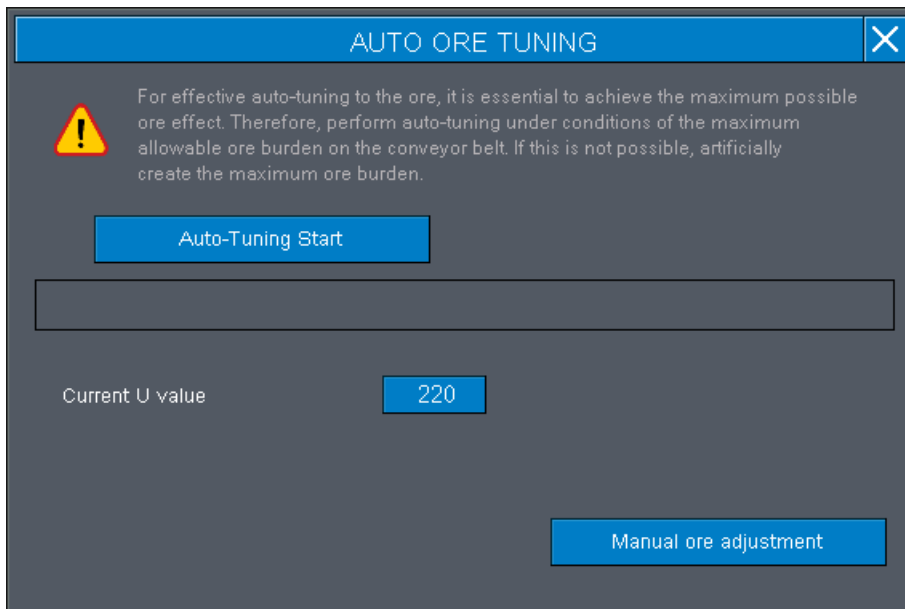 AUTO ORE TUNING
For effective auto-tuning to the ore, it is essential to achieve the maximum possible
ore effect. Therefore, perform auto-tuning under conditions of the maximum
allowable ore burden on the conveyor belt. If this is not possible, artificially
create the maximum ore burden.
Auto-Tuning Start
Current U value 220
Manual ore adjustment